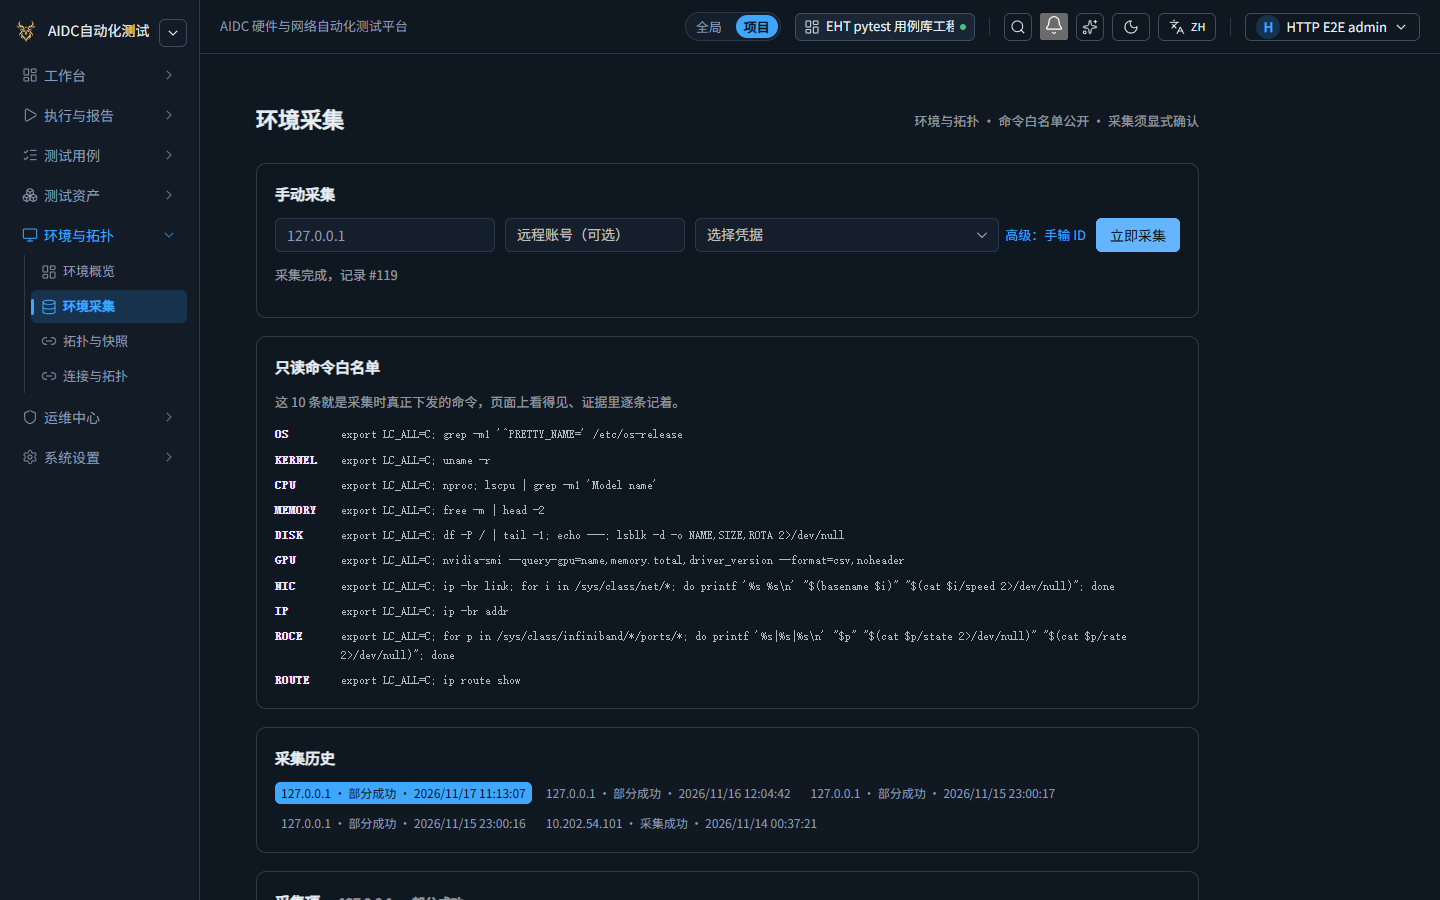 AIDC自动化测试
AIDC 硬件与网络自动化测试平台
全局
项目
EHT pytest 用例库工程
ZH
H
HTTP E2E admin
工作台
执行与报告
测试用例
测试资产
环境与拓扑
环境概览
环境采集
拓扑与快照
连接与拓扑
运维中心
系统设置
环境采集
环境与拓扑 • 命令白名单公开 • 采集须显式确认
手动采集
127.0.0.1
远程账号（可选）
选择凭据
高级：手输 ID
立即采集
采集完成，记录 #119
只读命令白名单
这 10 条就是采集时真正下发的命令，页面上看得见、证据里逐条记着。
OS export LC_ALL=C; grep -m1 '^PRETTY_NAME=' /etc/os-release
KERNEL export LC_ALL=C; uname -r
CPU export LC_ALL=C; nproc; lscpu | grep -m1 'Model name'
MEMORY export LC_ALL=C; free -m | head -2
DISK export LC_ALL=C; df -P / | tail -1; echo ---; lsblk -d -o NAME,SIZE,ROTA 2>/dev/null
GPU export LC_ALL=C; nvidia-smi --query-gpu=name,memory.total,driver_version --format=csv,noheader
NIC export LC_ALL=C; ip -br link; for i in /sys/class/net/*; do printf '%s %s\n' "$(basename $i)" "$(cat $i/speed 2>/dev/null)"; done
IP export LC_ALL=C; ip -br addr
ROCE export LC_ALL=C; for p in /sys/class/infiniband/*/ports/*; do printf '%s|%s|%s\n' "$p" "$(cat $p/state 2>/dev/null)" "$(cat $p/rate
2>/dev/null)"; done
ROUTE export LC_ALL=C; ip route show
采集历史
127.0.0.1 • 部分成功 • 2026/11/17 11:13:07
127.0.0.1 • 部分成功 • 2026/11/16 12:04:42
127.0.0.1 • 部分成功 • 2026/11/15 23:00:17
127.0.0.1 • 部分成功 • 2026/11/15 23:00:16
10.202.54.101 • 采集成功 • 2026/11/14 00:37:21
采集项 127.0.0.1 • 部分成功